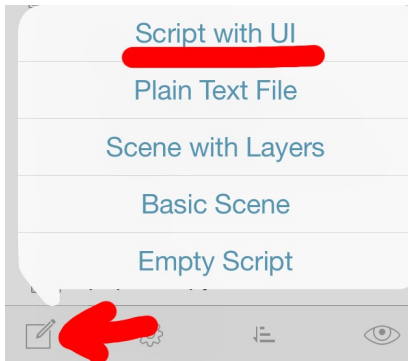 Script with UI
Plain Text File
Scene with Layers
Basic Scene
Empty Script